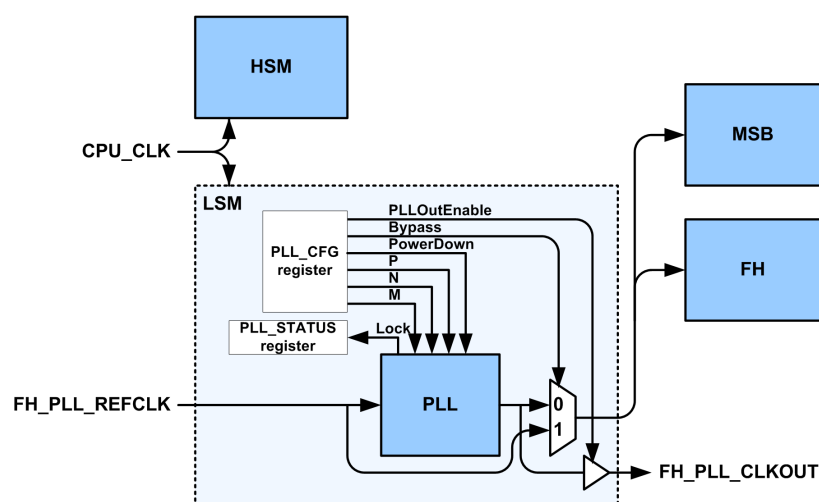 HSM
MSB
CPU_CLK
LSM
PLLOutEnable
Bypass
PLL_CFG
register
PowerDown
P
N
M
FH
PLL_STATUS
register
Lock
FH_PLL_REFCLK
PLL
0
1
FH_PLL_CLKOUT